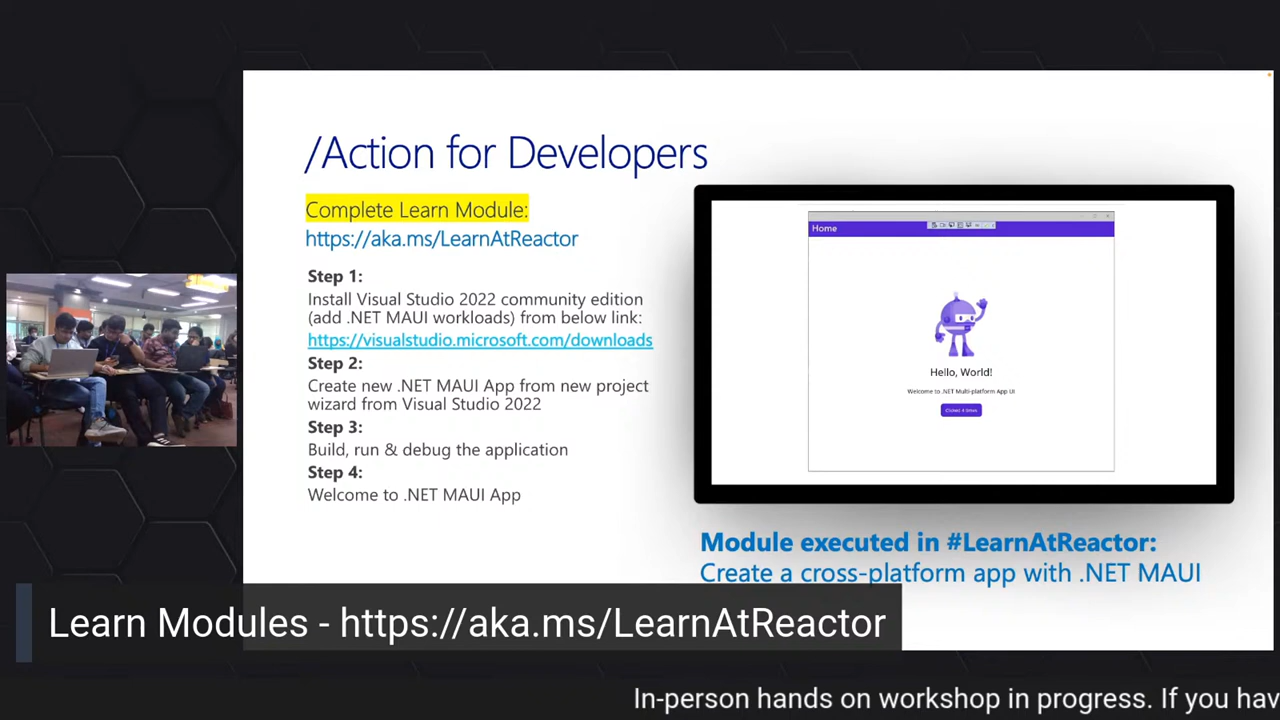 /Action for Developers
Complete Learn Module:
https://aka.ms/LearnAtReactor
Step 1:
Install Visual Studio 2022 community edition
(add .NET MAUI workloads) from below link:
https://visualstudio.microsoft.com/downloads
Step 2:
Create new .NET MAUI App from new project
wizard from Visual Studio 2022
Step 3:
Build, run & debug the application
Step 4:
Welcome to .NET MAUI App
Home
Hello, World!
Welcome to .NET Multi-platform App UI
Clicked 4 times
Module executed in #LearnAtReactor:
Create a cross-platform app with .NET MAUI
Learn Modules - https://aka.ms/LearnAtReactor
In-person hands on workshop in progress. If you hav